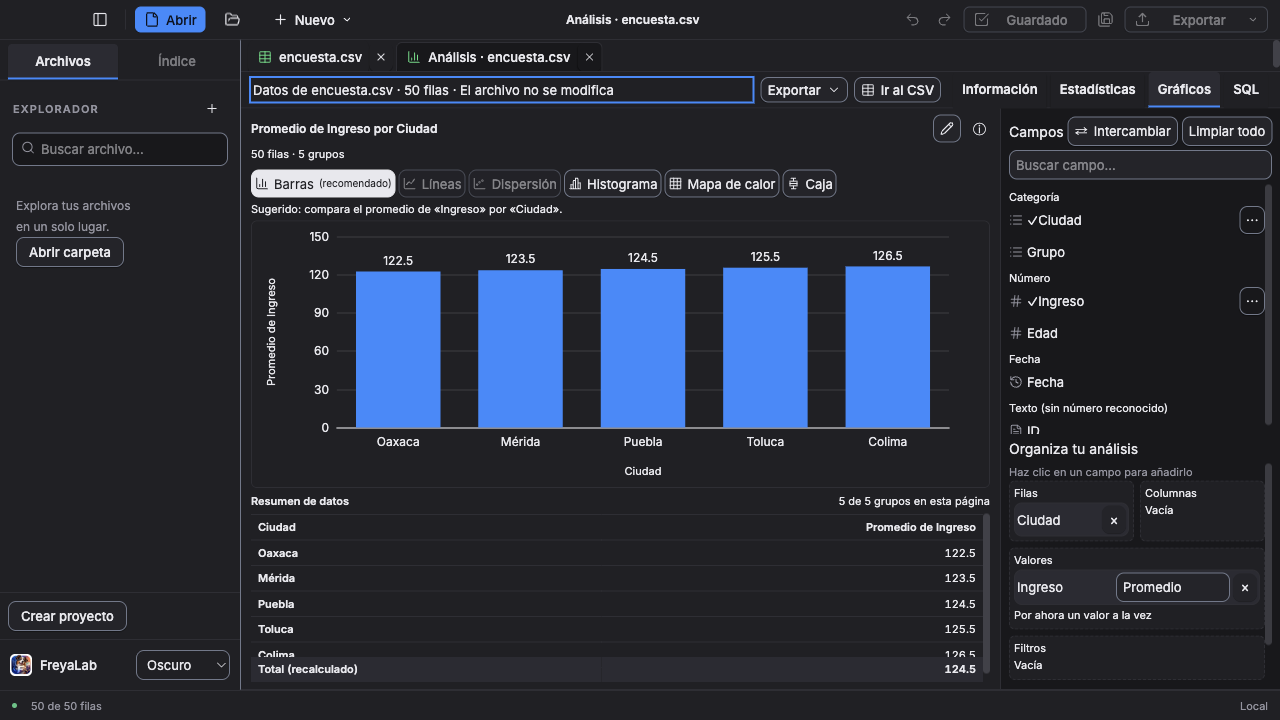 Abrir
Nuevo
Análisis · encuesta.csv
Guardado
Exportar
Archivos
Índice
encuesta.csv
Análisis · encuesta.csv
EXPLORADOR
Buscar archivo...
Explora tus archivos
en un solo lugar.
Abrir carpeta
Crear proyecto
FreyaLab
Oscuro
Datos de encuesta.csv · 50 filas · El archivo no se modifica
Exportar
Ir al CSV
Información
Estadísticas
Gráficos
SQL
Promedio de Ingreso por Ciudad
50 filas · 5 grupos
Barras (recomendado)
Líneas
Dispersión
Histograma
Mapa de calor
Caja
Sugerido: compara el promedio de «Ingreso» por «Ciudad».
150
120
90
60
30
0
Promedio de Ingreso
122.5
123.5
124.5
125.5
126.5
Oaxaca
Mérida
Puebla
Toluca
Colima
Ciudad
Resumen de datos
5 de 5 grupos en esta página
Ciudad Promedio de Ingreso
Oaxaca 122.5
Mérida 123.5
Puebla 124.5
Toluca 125.5
Colima 126.5
Total (recalculado) 124.5
Campos
Intercambiar
Limpiar todo
Buscar campo...
Categoría
✓Ciudad
Grupo
Número
✓Ingreso
Edad
Fecha
Fecha
Texto (sin número reconocido)
ID
Organiza tu análisis
Haz clic en un campo para añadirlo
Filas
Ciudad ×
Columnas
Vacía
Valores
Ingreso Promedio ×
Por ahora un valor a la vez
Filtros
Vacía
50 de 50 filas
Local